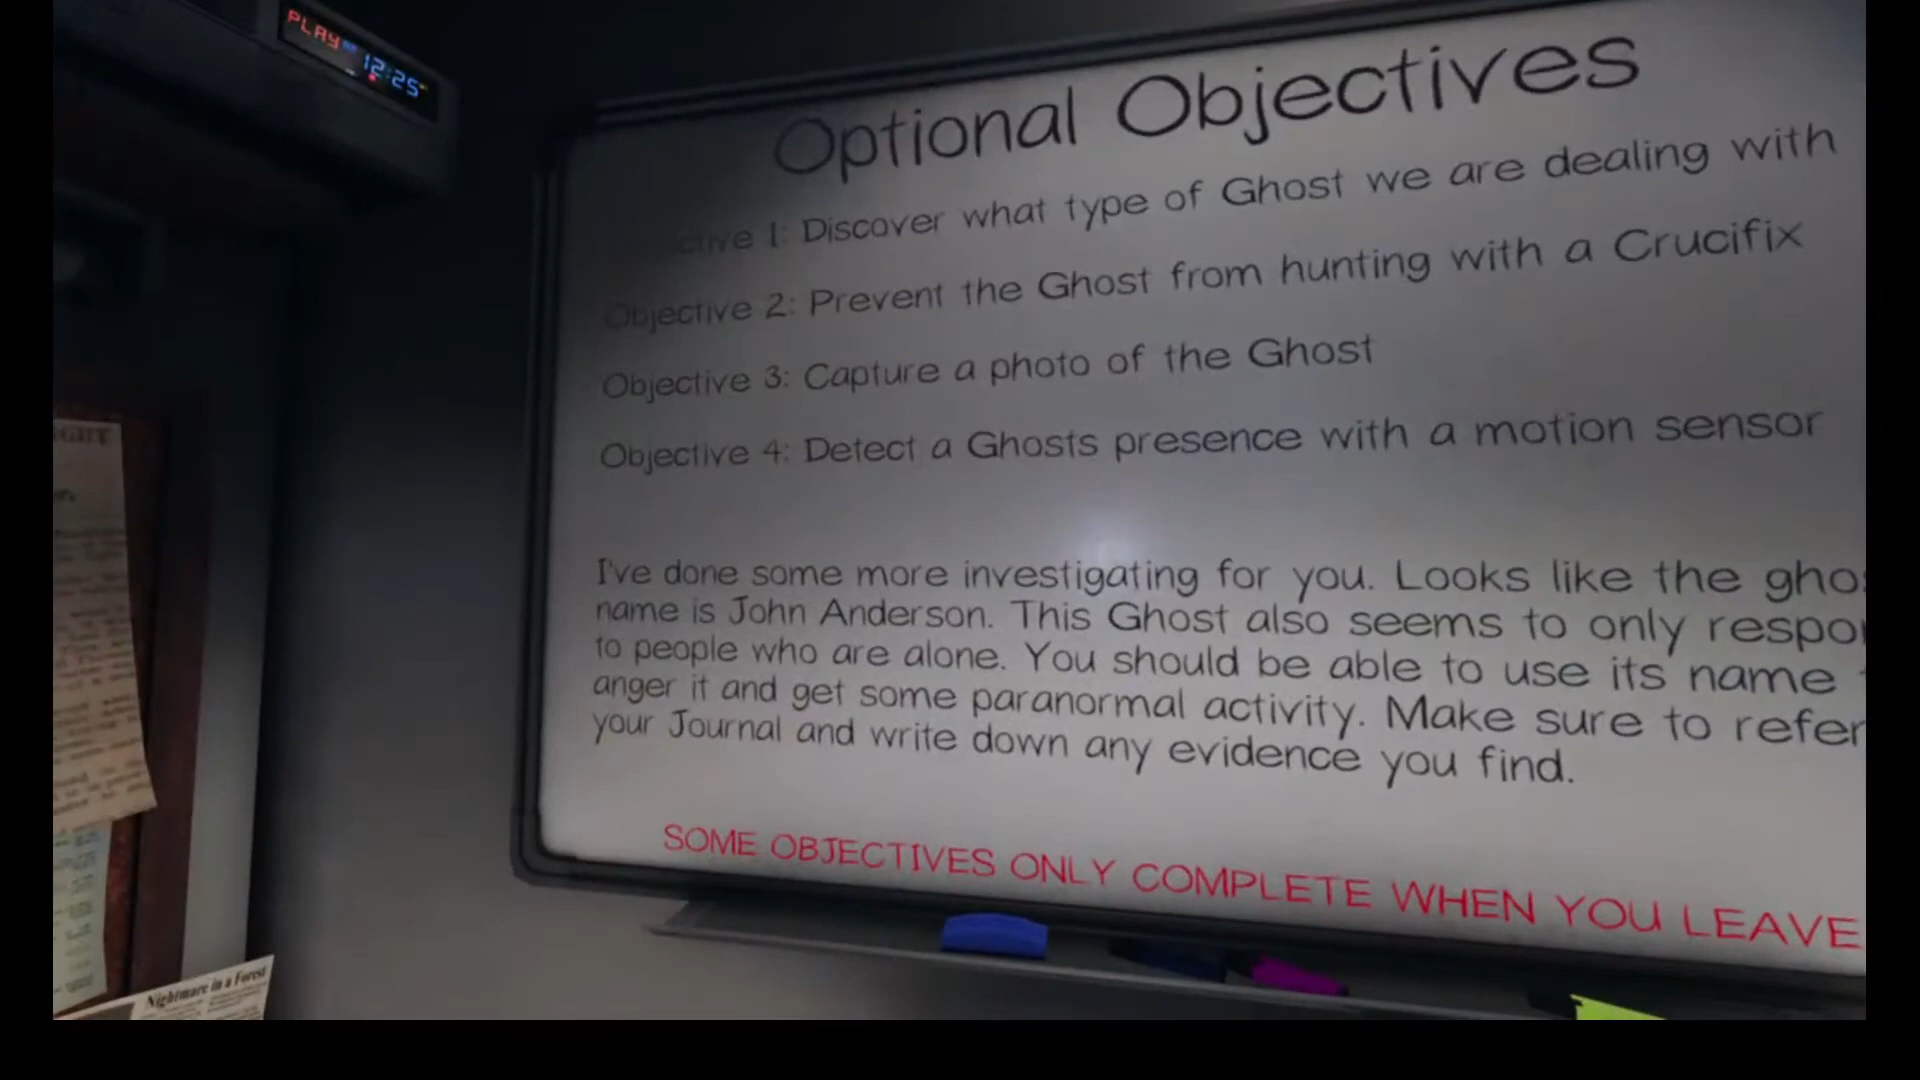 PLAY
12:25
Optional Objectives
1: Discover what type of Ghost we are dealing with
Objective 2: Prevent the Ghost from hunting with a Crucifix
Objective 3: Capture a photo of the Ghost
Objective 4: Detect a Ghosts presence with a motion sensor
I've done some more investigating for you. Looks like the
name is John Anderson. This Ghost also seems to only
to people who are alone. You should be able to use its name
anger it and get some paranormal activity. Make sure to refer
your Journal and write down any evidence you find.
SOME OBJECTIVES ONLY COMPLETE WHEN YOU LEAVE
Nightmare in a Forest